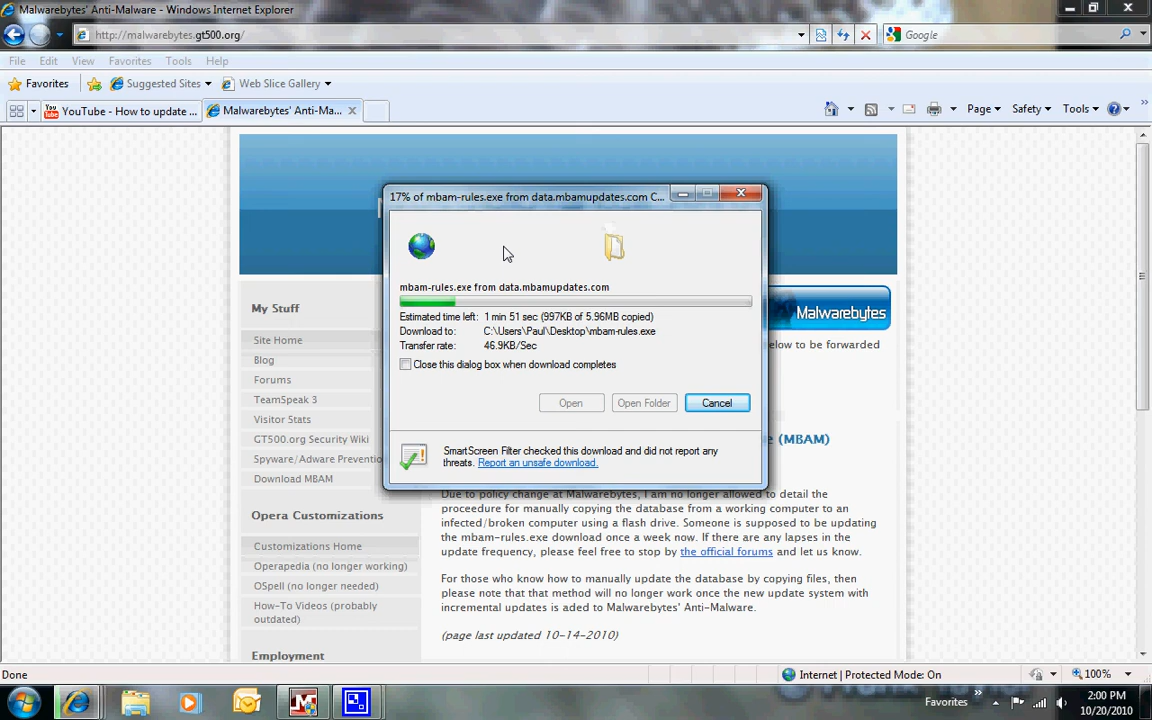 Malwarebytes' Anti-Malware - Windows Internet Explorer
http://malwarebytes.gt500.org/
Google
File Edit View Favorites Tools Help
Favorites Suggested Sites Web Slice Gallery
YouTube - How to update ... Malwarebytes' Anti-Ma... Page Safety Tools
17% of mbam-rules.exe from data.mbamupdates.com C...
mbam-rules.exe from data.mbamupdates.com
Estimated time left: 1 min 51 sec (997KB of 5.96MB copied)
Download to: C:\Users\Paul\Desktop\mbam-rules.exe
Transfer rate: 46.9KB/Sec
Close this dialog box when download completes
Open Open Folder Cancel
SmartScreen Filter checked this download and did not report any
threats. Report an unsafe download.
My Stuff
Site Home
Blog
Forums
TeamSpeak 3
Visitor Stats
GT500.org Security Wiki
Spyware/Adware Preventio
Download MBAM
Opera Customizations
Customizations Home
Operapedia (no longer working)
OSpell (no longer needed)
How-To Videos (probably
outdated)
Employment
Malwarebytes
elow to be forwarded
(MBAM)
Due to policy change at Malwarebytes, I am no longer allowed to detail the
proceedure for manually copying the database from a working computer to an
infected/broken computer using a flash drive. Someone is supposed to be updating
the mbam-rules.exe download once a week now. If there are any lapses in
the update frequency, please feel free to stop by the official forums and let us know.
For those who know how to manually update the database by copying files, then
please note that that method will no longer work once the new update system with
incremental updates is aded to Malwarebytes' Anti-Malware.
(page last updated 10-14-2010)
Done
Internet | Protected Mode: On
100%
Favorites
2:00 PM
10/20/2010